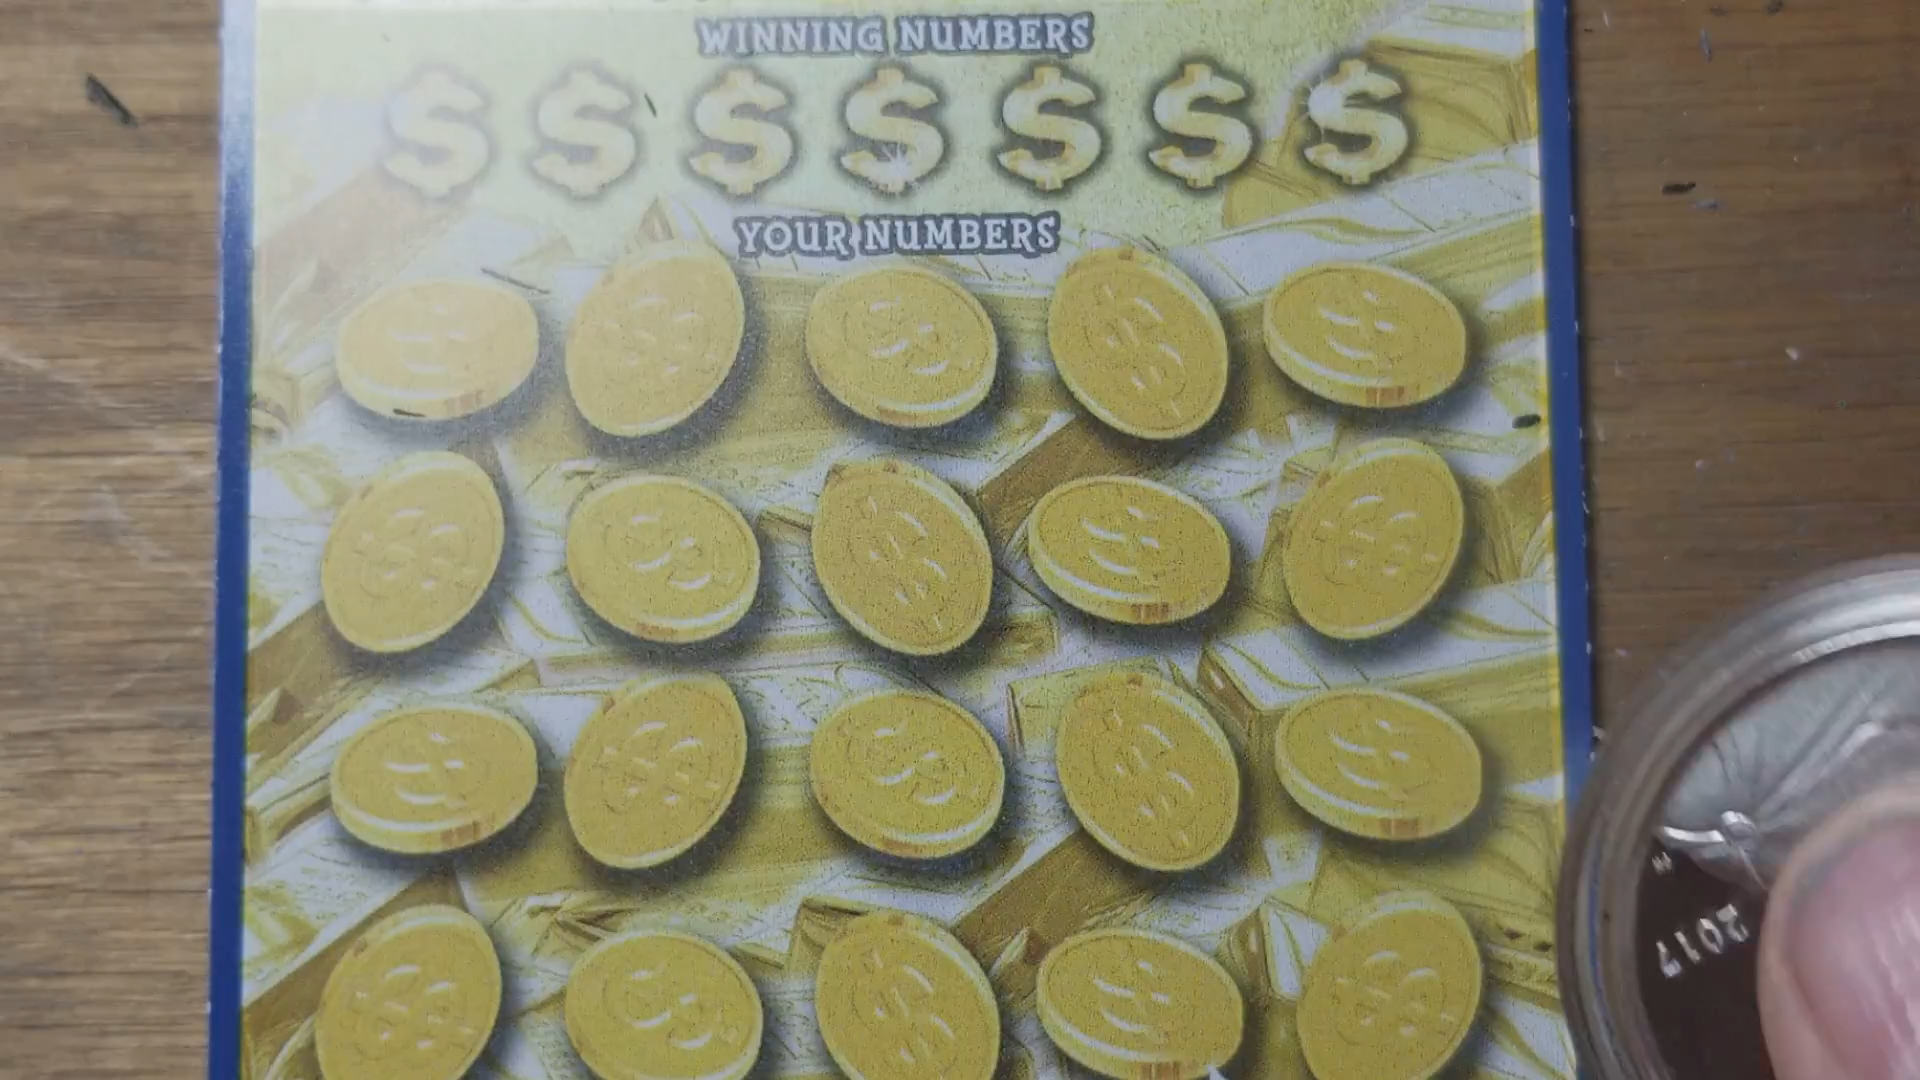 WINNING NUMBERS
$ $ $ $ $ $ $
YOUR NUMBERS
2017